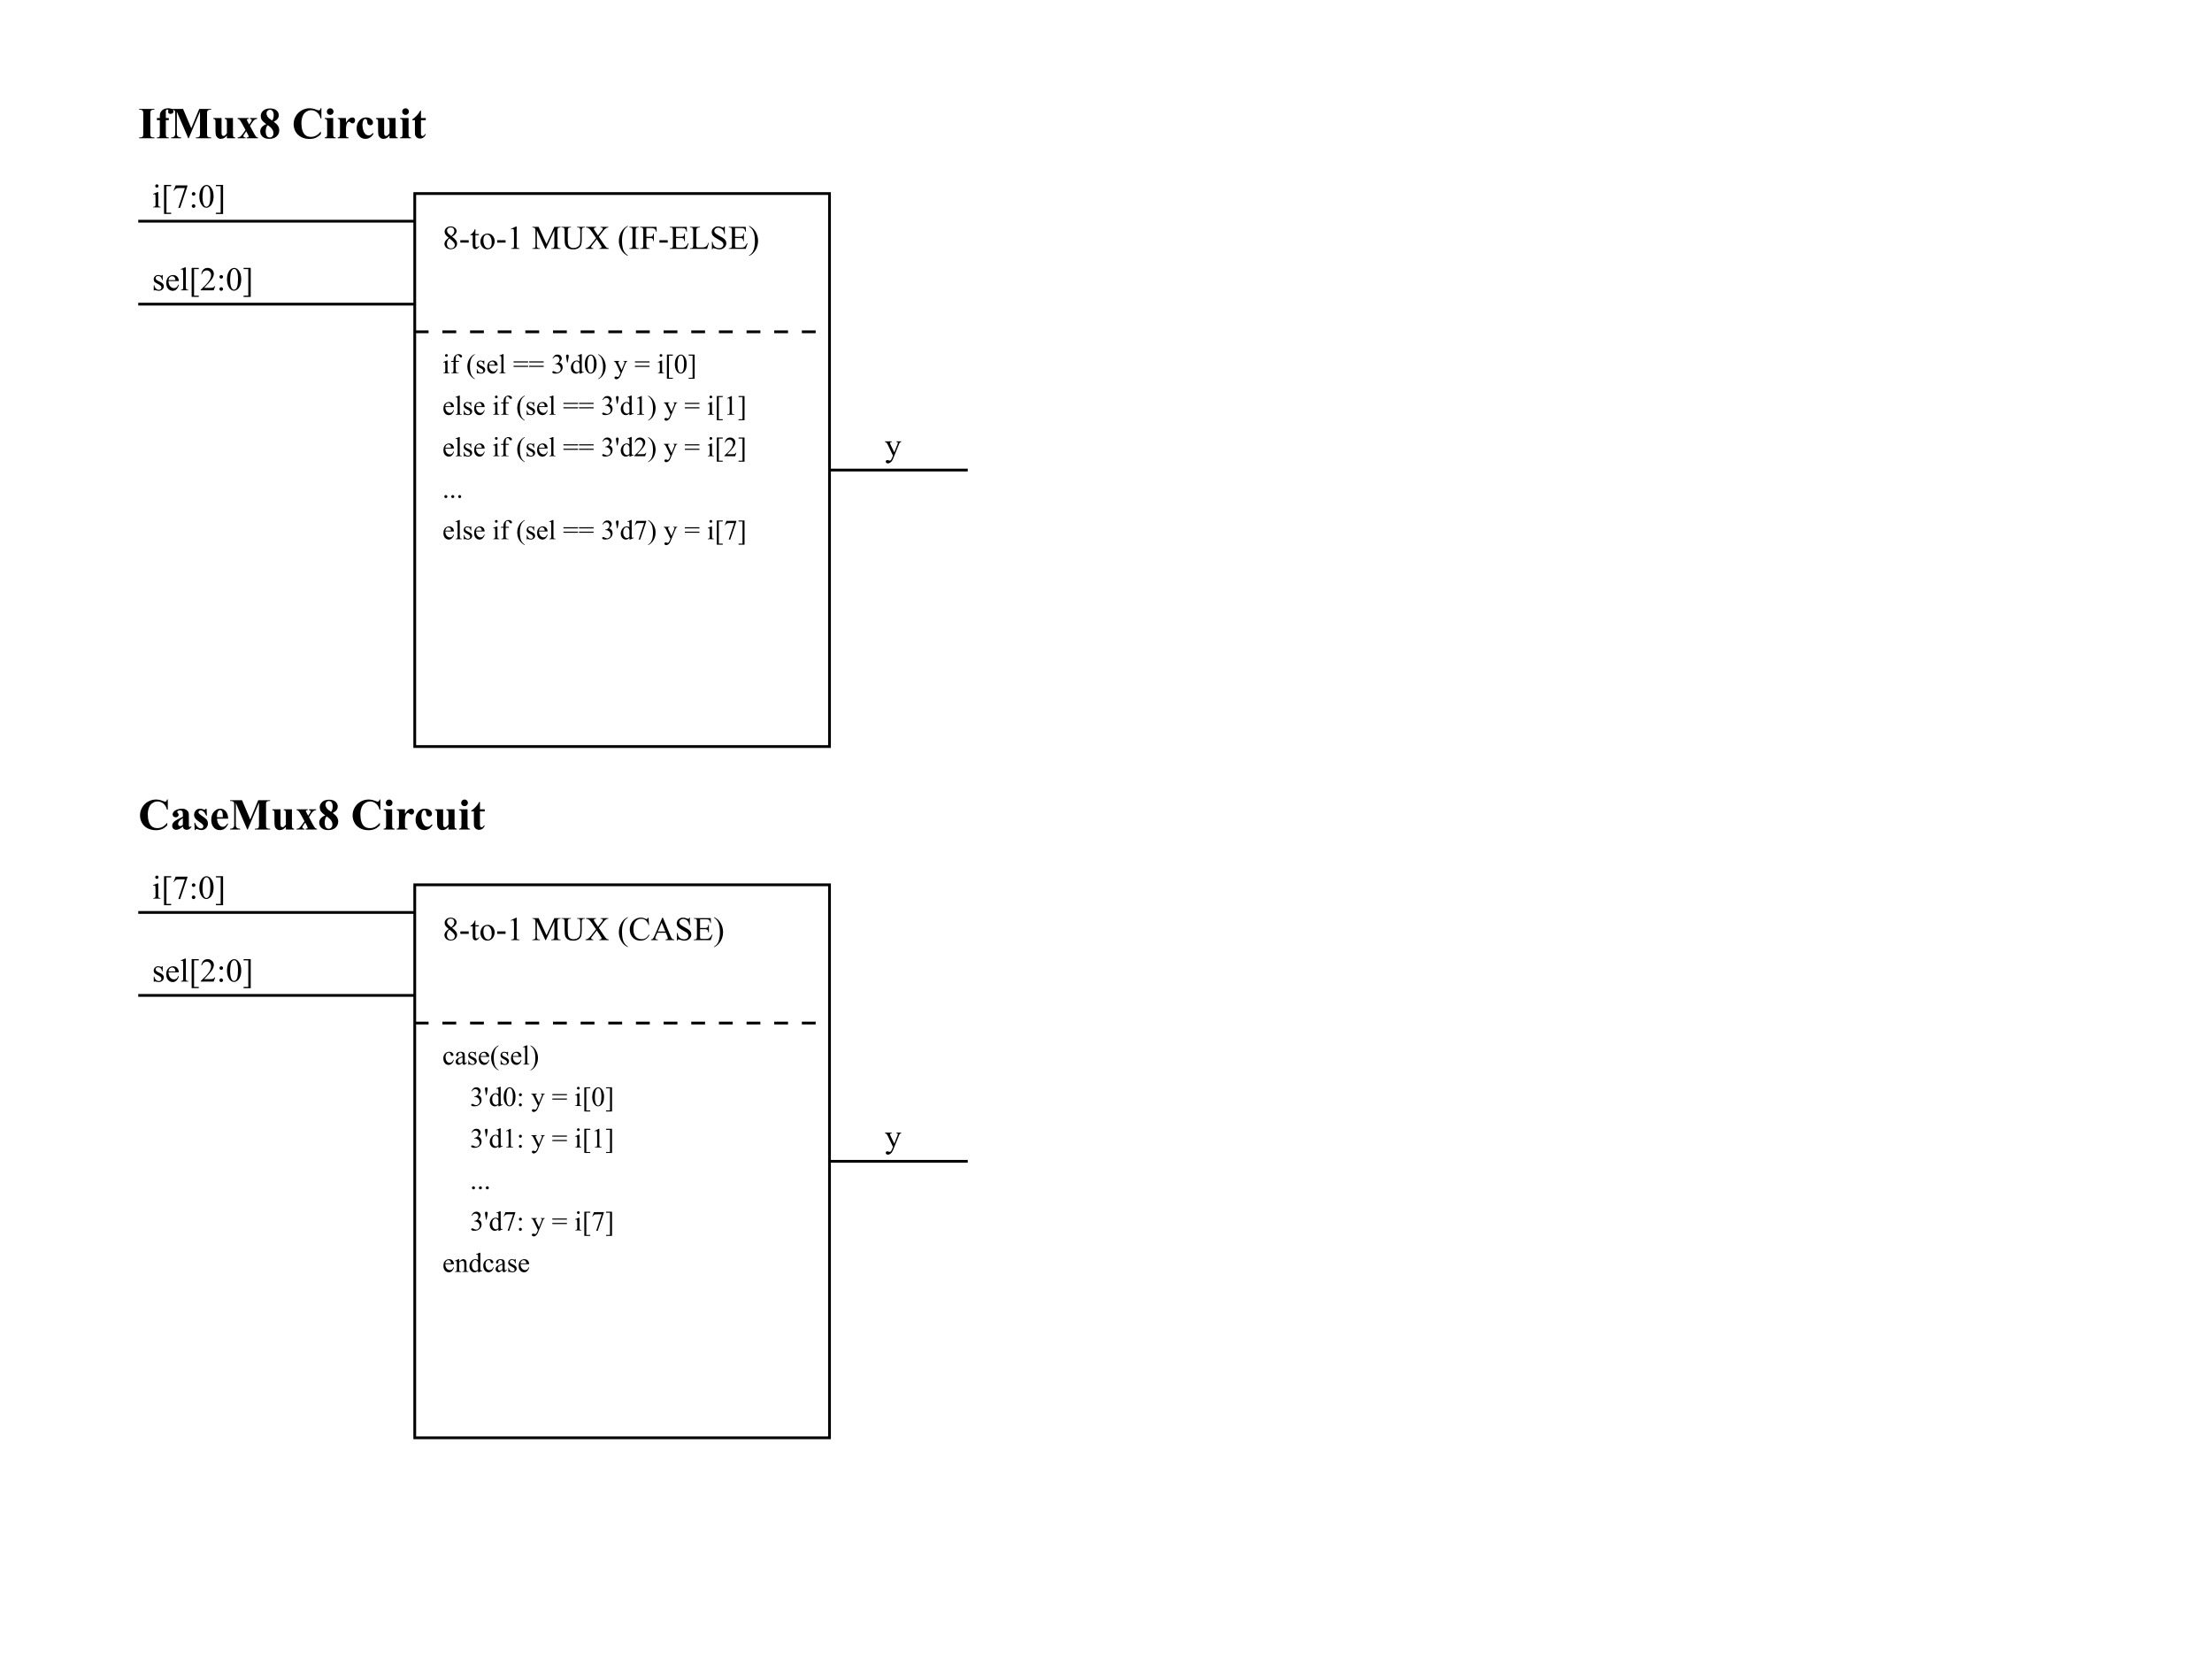 IfMux8 Circuit
i[7:0]
8-to-1 MUX (IF-ELSE)
sel[2:0]
if (sel == 3'd0) y = i[0]
else if (sel == 3'd1) y = i[1]
else if (sel == 3'd2) y = i[2]
y
...
else if (sel == 3'd7) y = i[7]
CaseMux8 Circuit
i[7:0]
8-to-1 MUX (CASE)
sel[2:0]
case(sel)
3'd0: y = i[0]
3'd1: y = i[1]
y
...
3'd7: y = i[7]
endcase